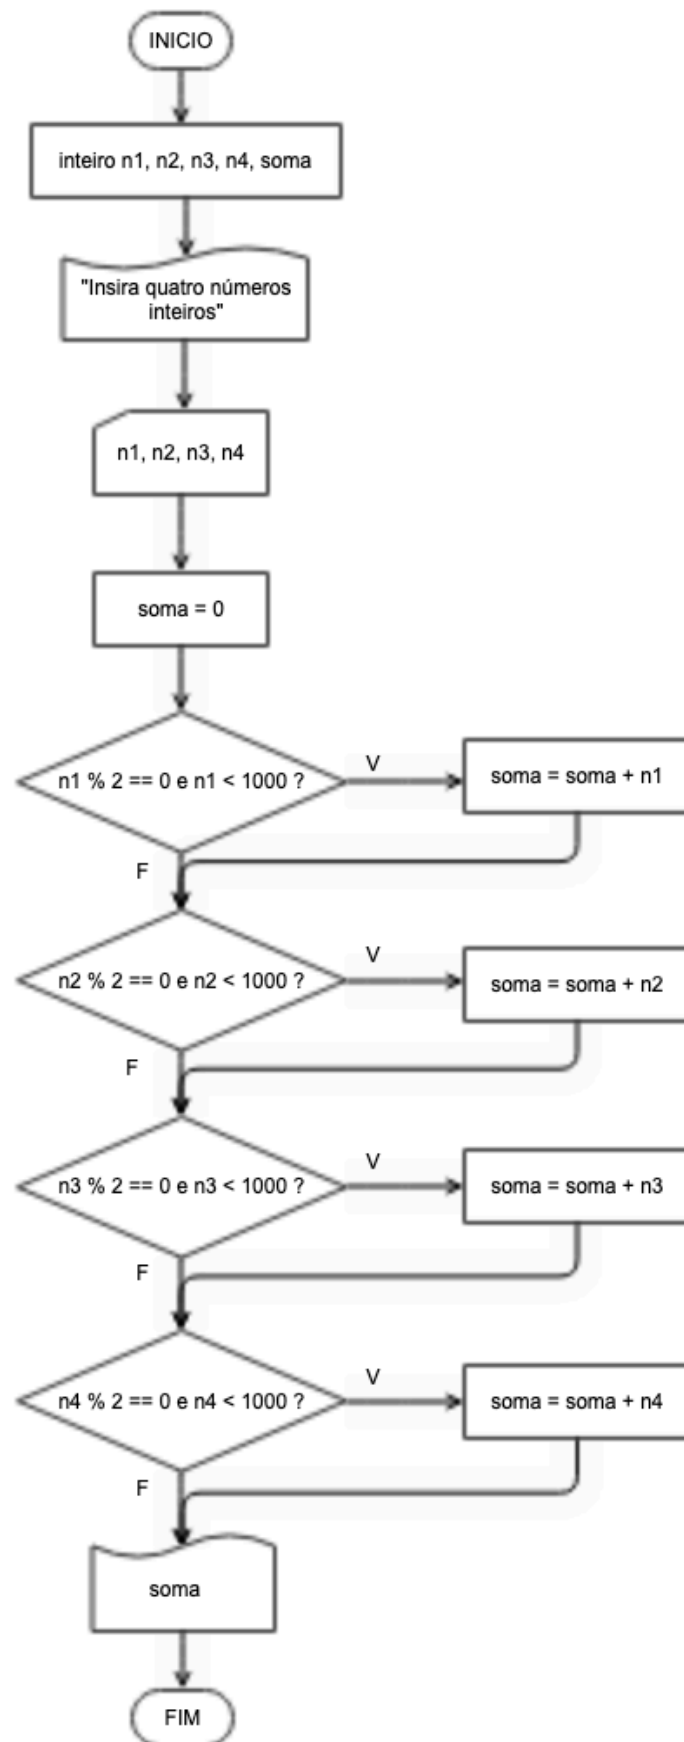 INICIO
inteiro n1, n2, n3, n4, soma
"Insira quatro números
inteiros"
n1, n2, n3, n4
soma = 0
n1 % 2 == 0 e n1 < 1000 ?
V
soma = soma + n1
F
n2 % 2 == 0 e n2 < 1000 ?
V
soma = soma + n2
F
n3 % 2 == 0 e n3 < 1000 ?
V
soma = soma + n3
F
n4 % 2 == 0 e n4 < 1000 ?
V
soma = soma + n4
F
soma
FIM